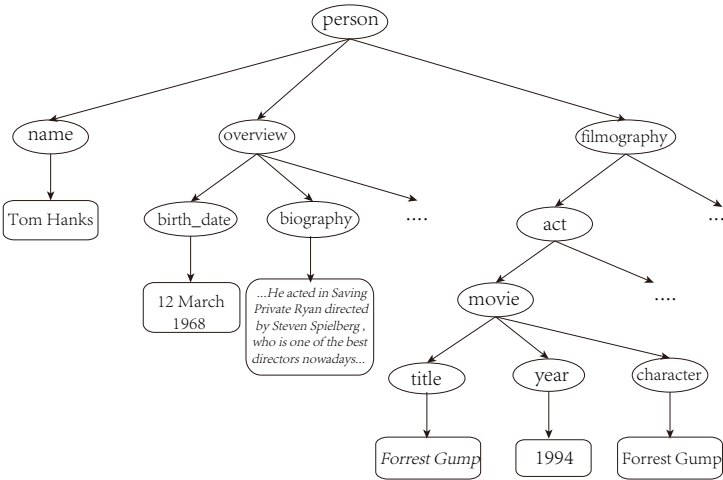 person
name
overview
filmography
Tom Hanks
birth_date
biography
....
act
...
12 March
1968
...He acted in Saving
Private Ryan directed
by Steven Spielberg ,
who is one of the best
directors nowadays...
movie
....
title
year
character
Forrest Gump
1994
Forrest Gump